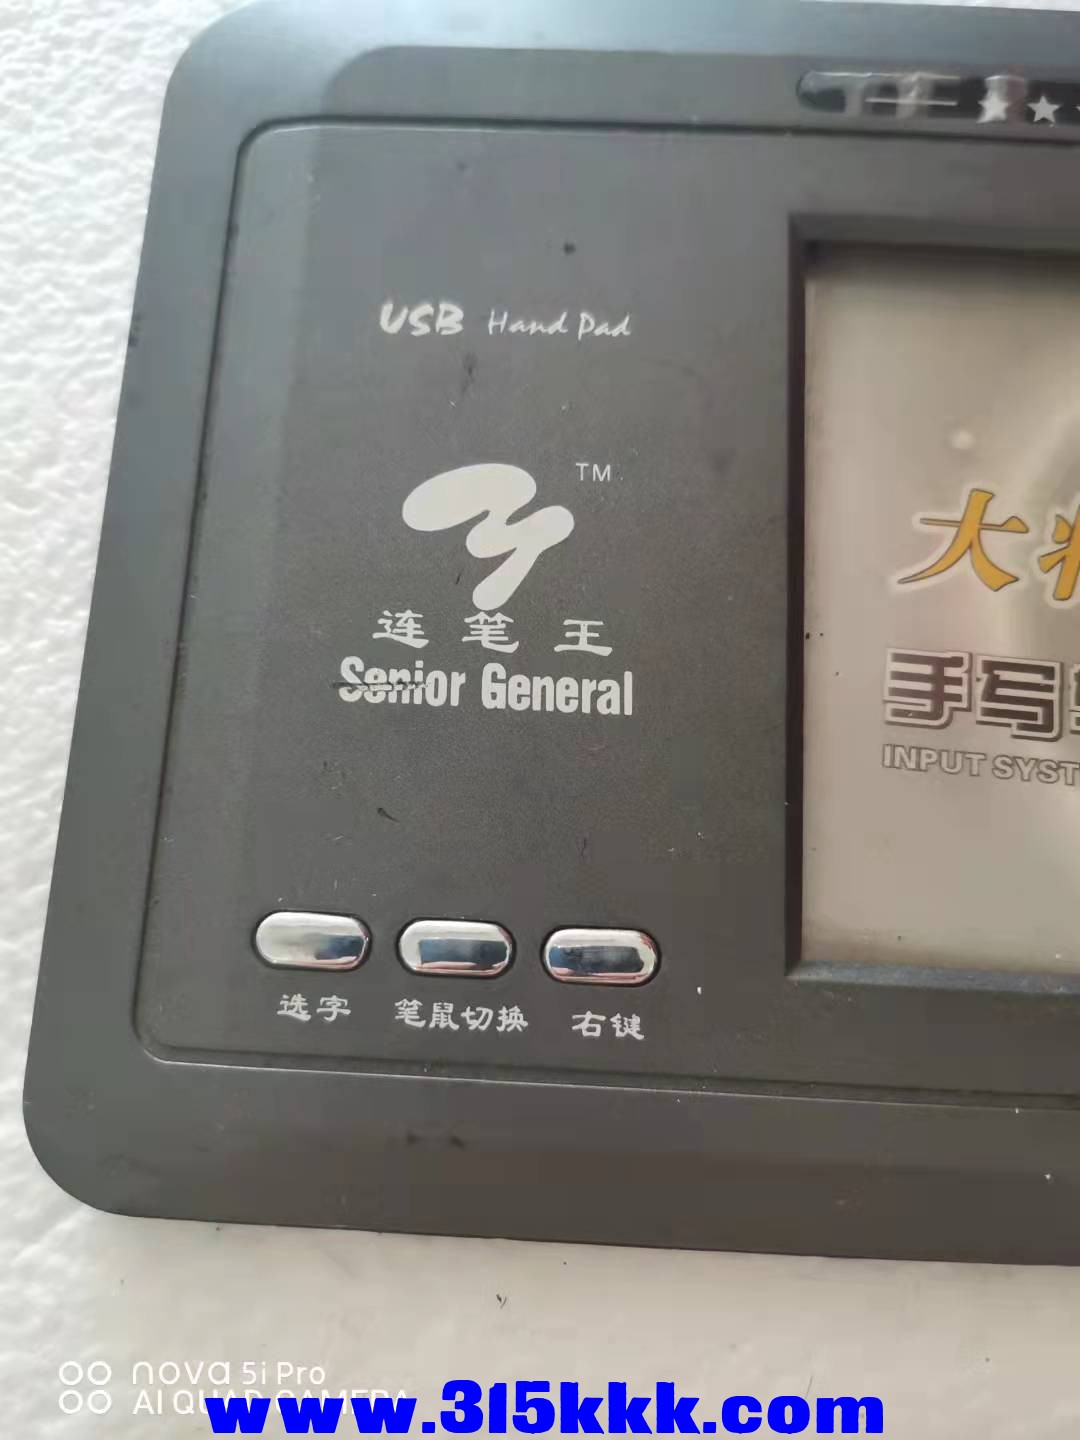 USB Hand Pad
TM
连笔王
Senior General
大
手写
INPUT SYST
选字 笔鼠切换 右键
nova 5i Pro
AI QUAD CAMERA
www.315kkk.com